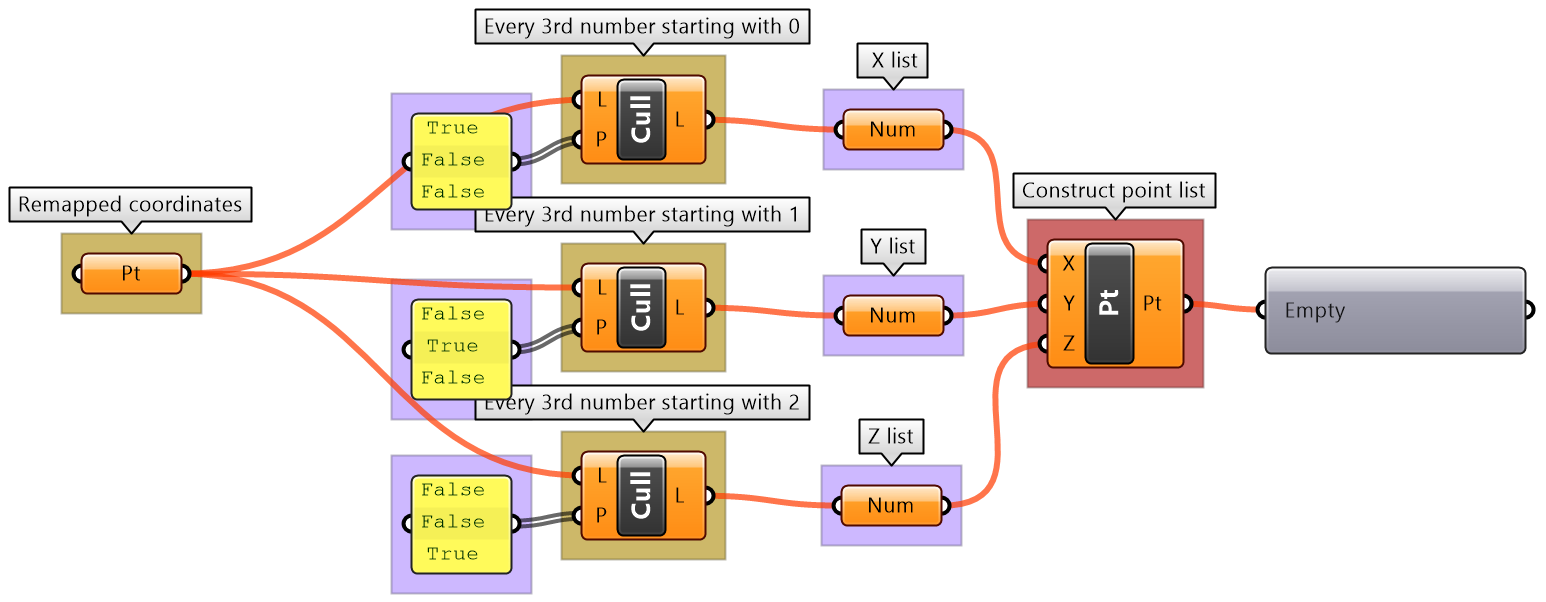 Every 3rd number starting with 0
X list
True
False
False
L
P
Cull
L
Num
Remapped coordinates
Pt
Every 3rd number starting with 1
Y list
False
True
False
L
P
Cull
L
Num
Construct point list
X
Y
Z
Pt
Pt
Empty
Every 3rd number starting with 2
Z list
False
False
True
L
P
Cull
L
Num